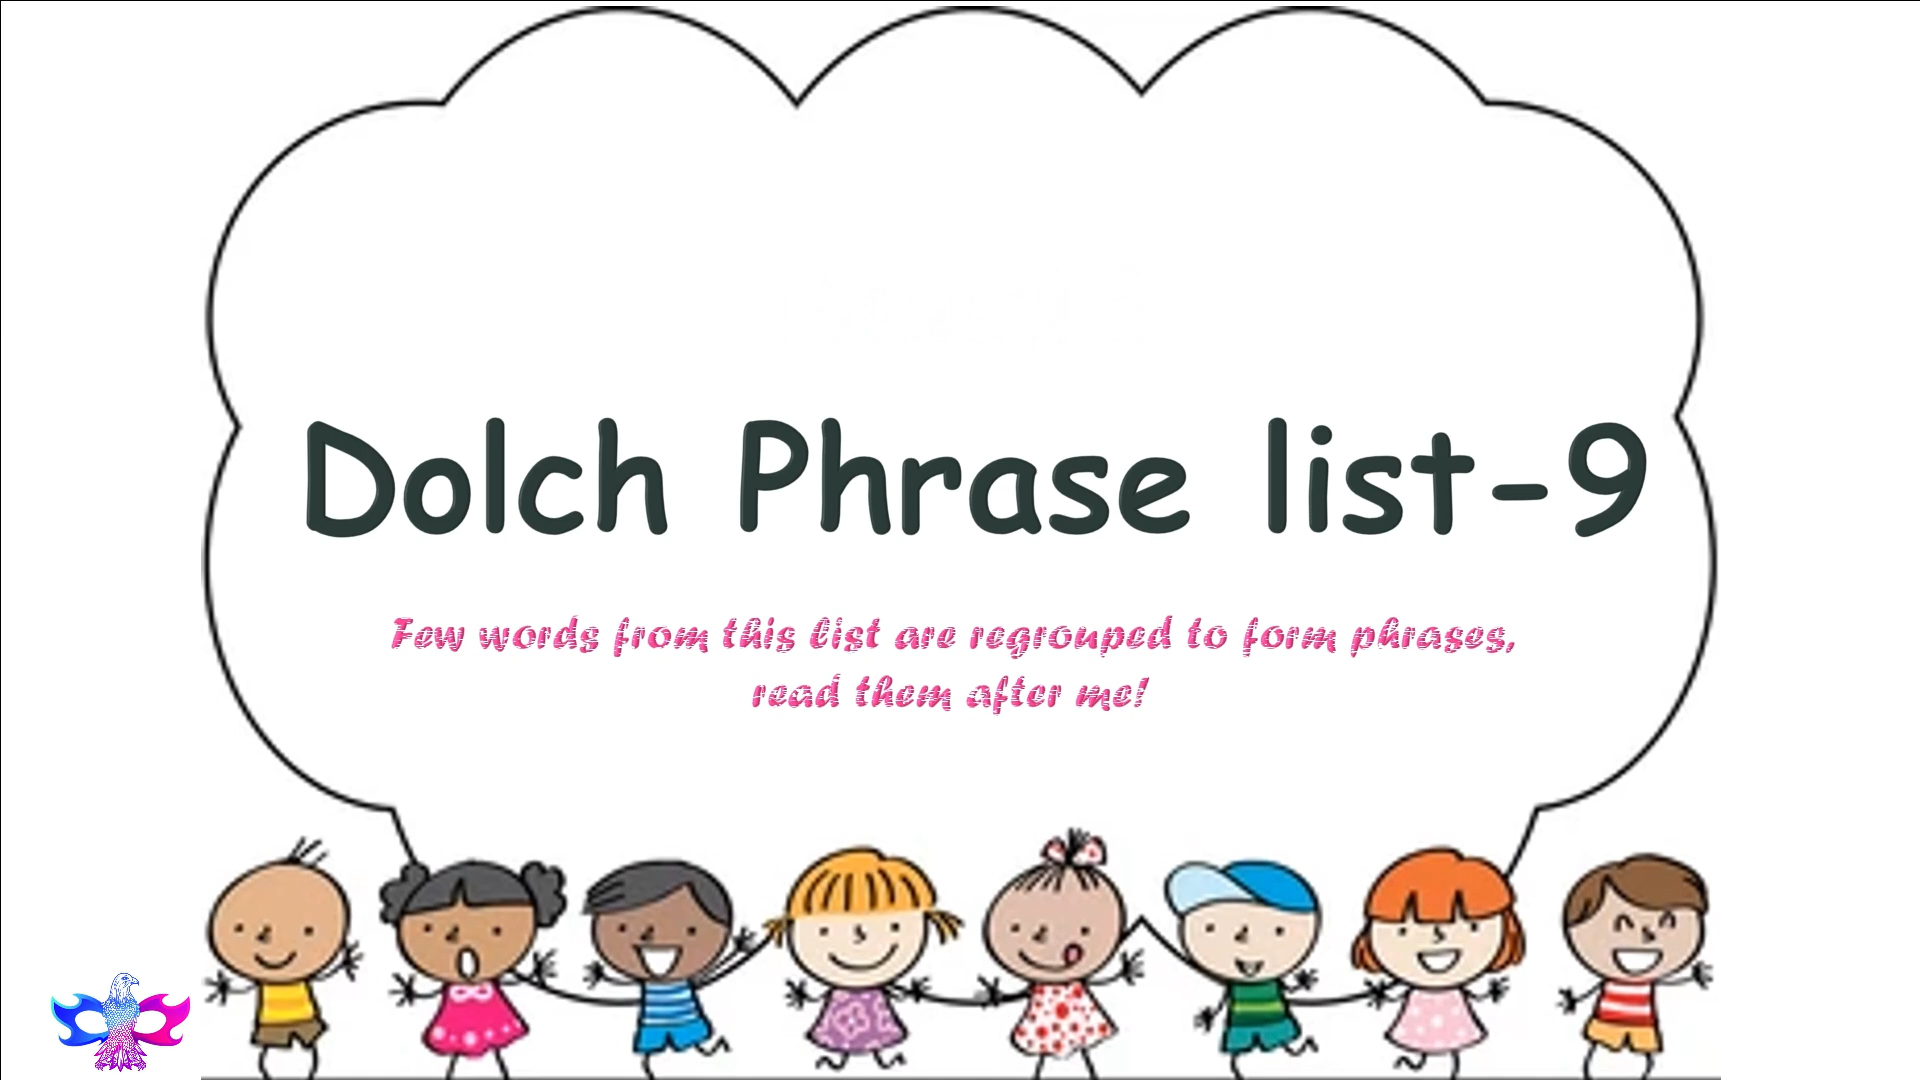 Dolch Phrase list-9
Few words from this list are regrouped to form phrases,
read them after me!